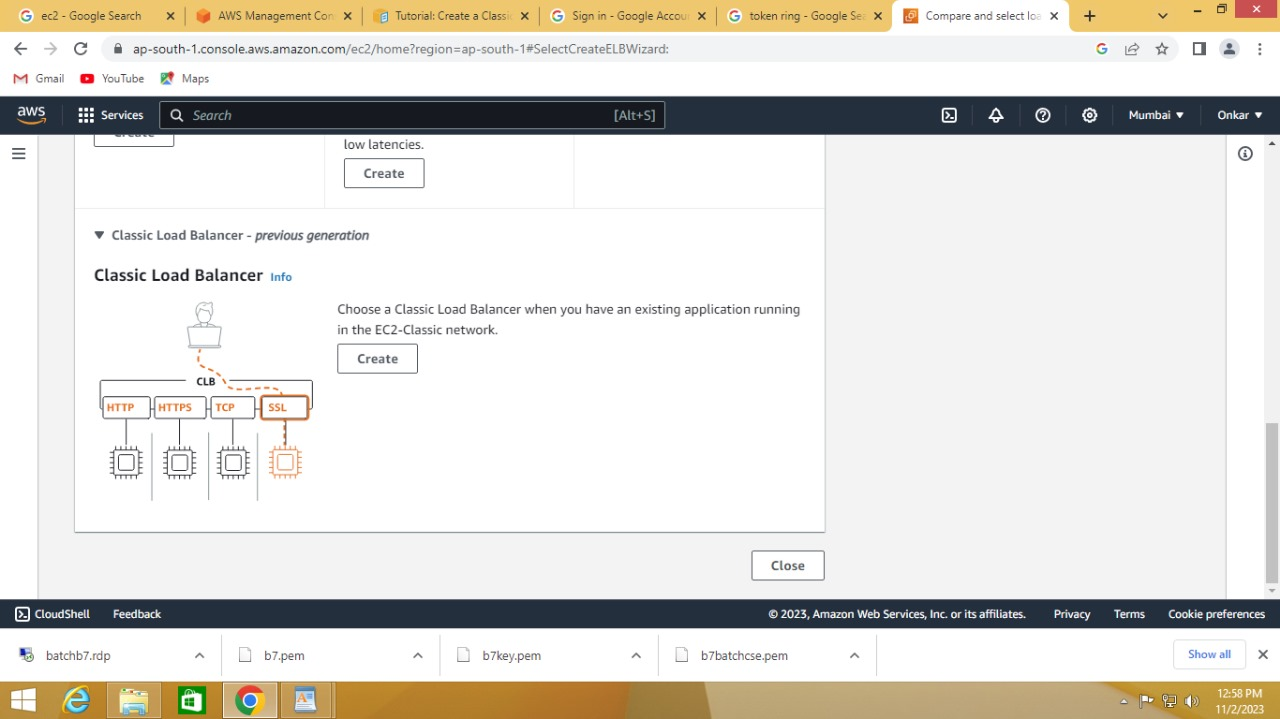 ec2 - Google Search
AWS Management Con
Tutorial: Create a Classic
Sign in - Google Accou
token ring - Google Sea
Compare and select loa
ap-south-1.console.aws.amazon.com/ec2/home?region=ap-south-1#SelectCreateELBWizard:
Gmail
YouTube
Maps
aws
Services
Search
[Alt+S]
Mumbai
Onkar
Create
low latencies.
Create
Classic Load Balancer - previous generation
Classic Load Balancer Info
Choose a Classic Load Balancer when you have an existing application running
in the EC2-Classic network.
Create
CLB
HTTP
HTTPS
TCP
SSL
Close
CloudShell
Feedback
© 2023, Amazon Web Services, Inc. or its affiliates.
Privacy
Terms
Cookie preferences
batchb7.rdp
b7.pem
b7key.pem
b7batchcse.pem
Show all
12:58 PM
11/2/2023